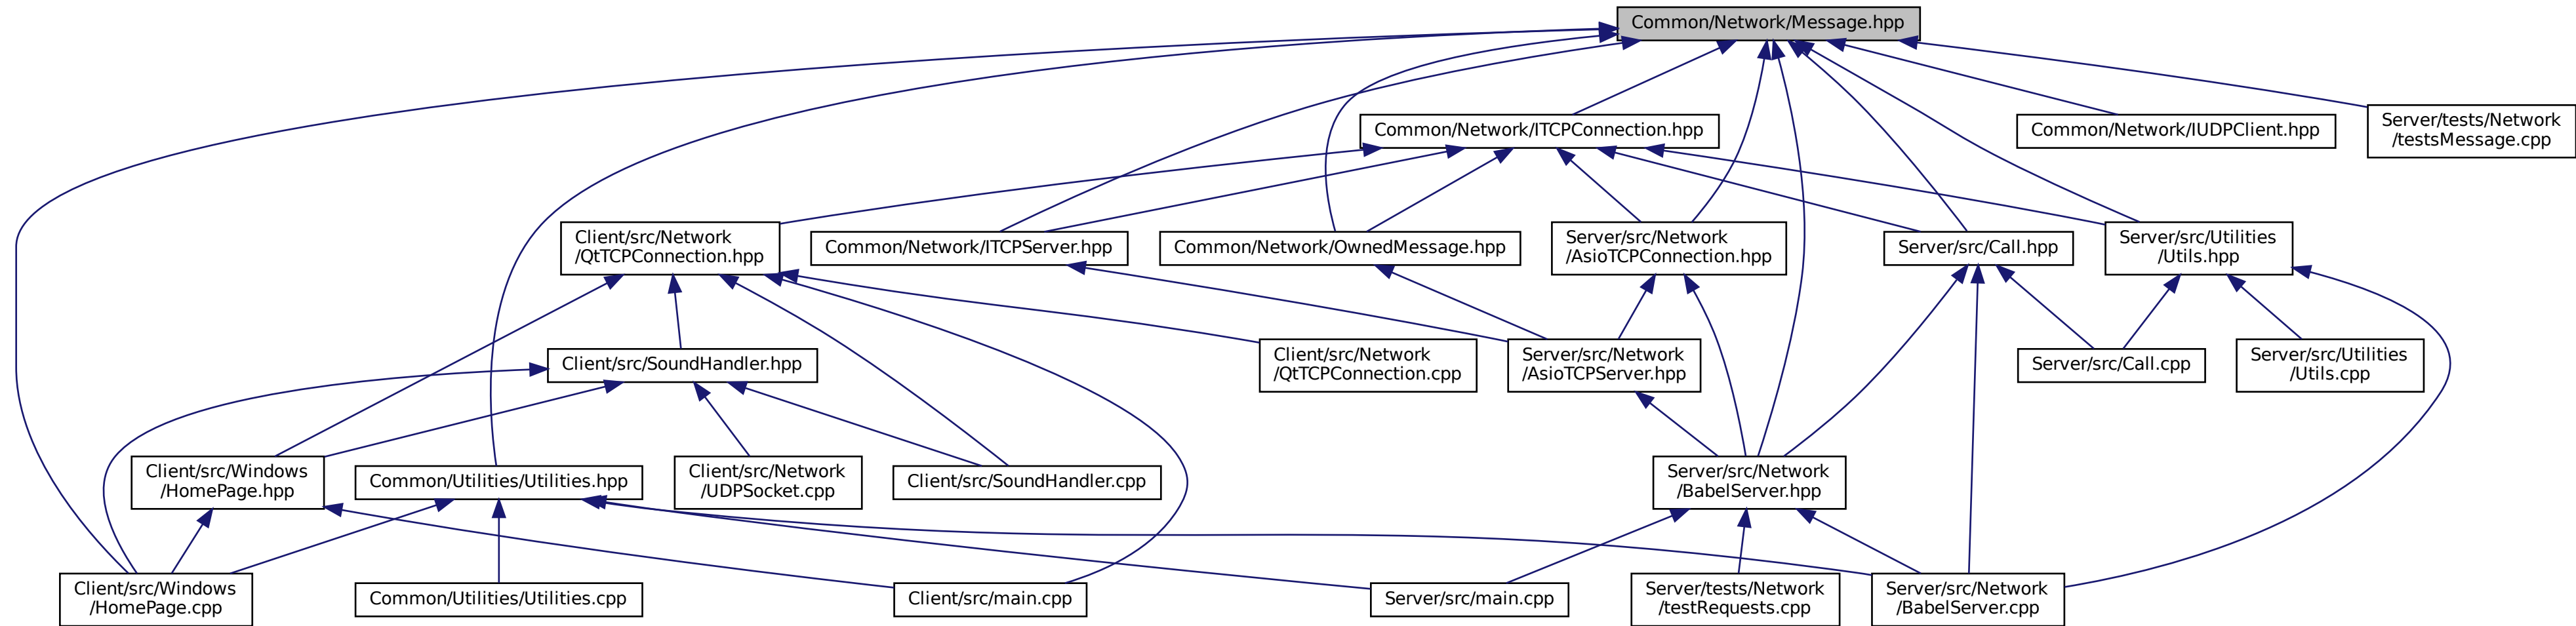 Common/Network/Message.hpp
Common/Network/ITCPConnection.hpp
Common/Network/IUDPClient.hpp
Server/tests/Network
/testsMessage.cpp
Client/src/Network
/QtTCPConnection.hpp
Common/Network/ITCPServer.hpp
Common/Network/OwnedMessage.hpp
Server/src/Network
/AsioTCPConnection.hpp
Server/src/Call.hpp
Server/src/Utilities
/Utils.hpp
Client/src/SoundHandler.hpp
Client/src/Network
/QtTCPConnection.cpp
Server/src/Network
/AsioTCPServer.hpp
Server/src/Call.cpp
Server/src/Utilities
/Utils.cpp
Client/src/Windows
/HomePage.hpp
Common/Utilities/Utilities.hpp
Client/src/Network
/UDPSocket.cpp
Client/src/SoundHandler.cpp
Server/src/Network
/BabelServer.hpp
Client/src/Windows
/HomePage.cpp
Common/Utilities/Utilities.cpp
Client/src/main.cpp
Server/src/main.cpp
Server/tests/Network
/testRequests.cpp
Server/src/Network
/BabelServer.cpp